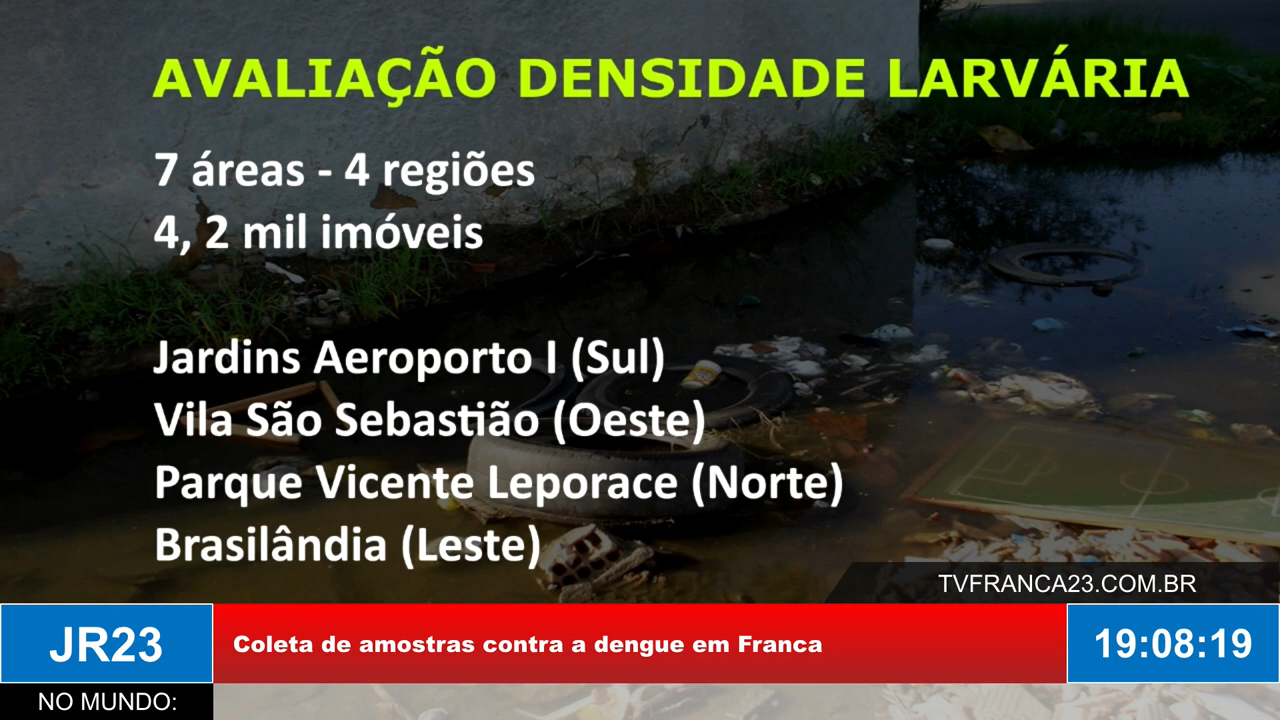 AVALIAÇÃO DENSIDADE LARVÁRIA
7 áreas - 4 regiões
4, 2 mil imóveis
Jardins Aeroporto I (Sul)
Vila São Sebastião (Oeste)
Parque Vicente Leporace (Norte)
Brasilândia (Leste)
TVFRANCA23.COM.BR
JR23
Coleta de amostras contra a dengue em Franca
19:08:19
NO MUNDO: